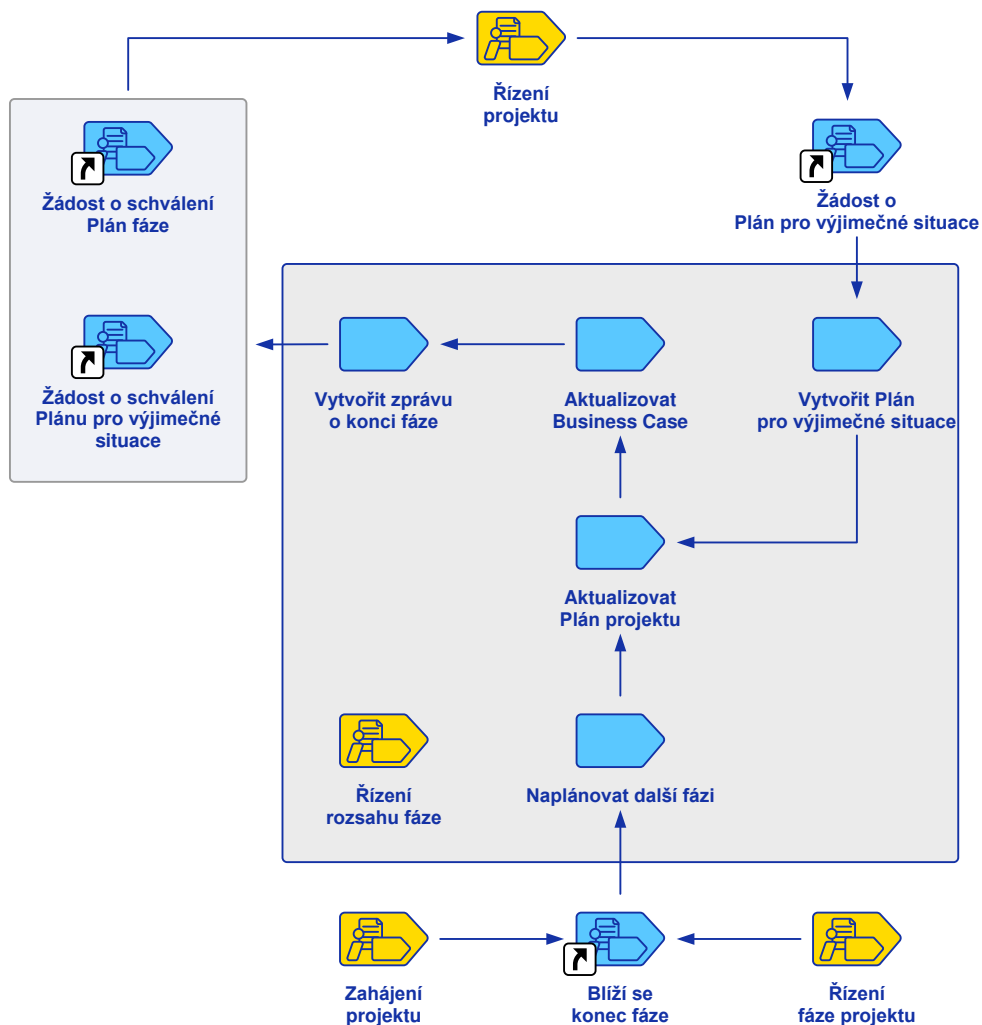 Řízení
projektu
Žádost o schválení
Plán fáze
Žádost o
Plán pro výjimečné situace
Žádost o schválení
Plánu pro výjimečné
situace
Vytvořit zprávu
o konci fáze
Aktualizovat
Business Case
Vytvořit Plán
pro výjimečné situace
Aktualizovat
Plán projektu
Řízení
rozsahu fáze
Naplánovat další fázi
Zahájení
projektu
Blíží se
konec fáze
Řízení
fáze projektu